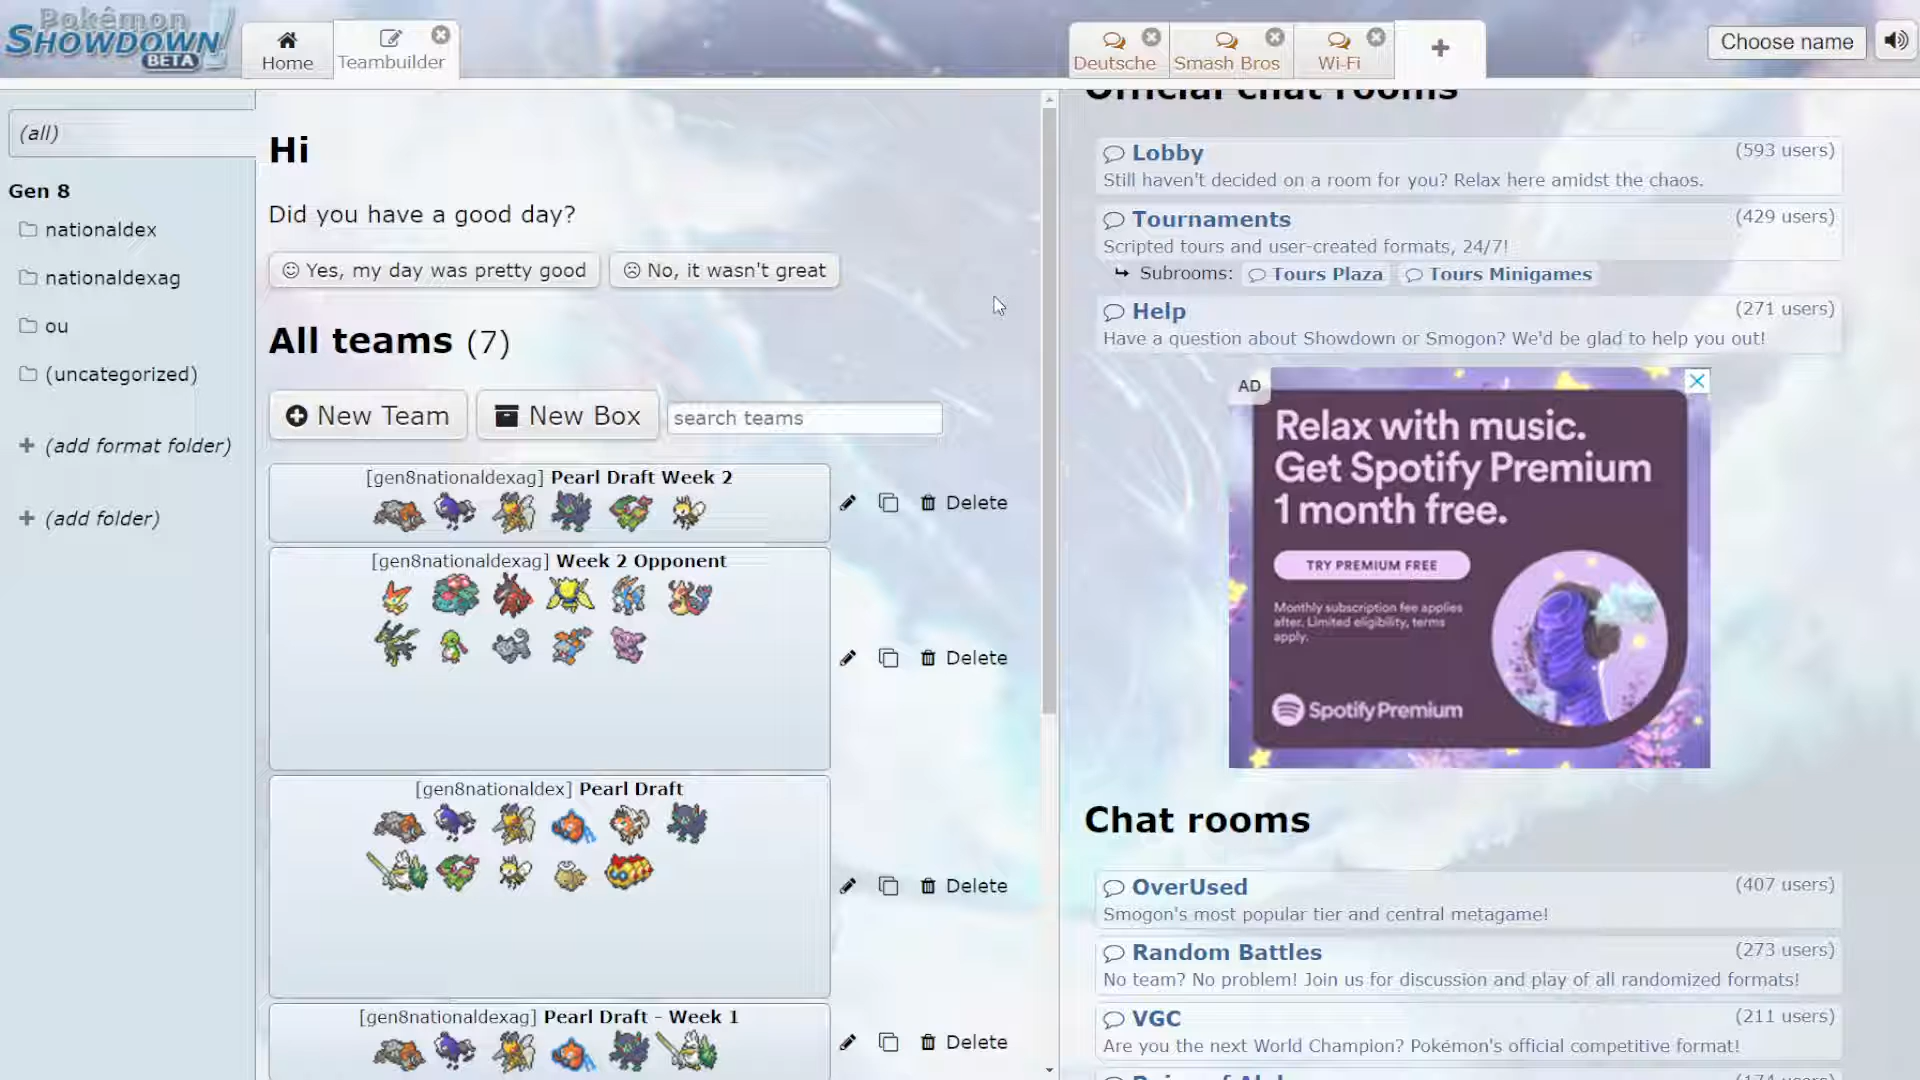 Pokémon
SHOWDOWN!
BETA
Home
Teambuilder
Deutsche
Smash Bros
Wi-Fi
Choose name
(all)
Gen 8
nationaldex
nationaldexag
ou
(uncategorized)
(add format folder)
(add folder)
Hi
Did you have a good day?
Yes, my day was pretty good
No, it wasn't great
All teams (7)
New Team
New Box
search teams
[gen8nationaldexag] Pearl Draft Week 2
Delete
[gen8nationaldexag] Week 2 Opponent
Delete
[gen8nationaldex] Pearl Draft
Delete
[gen8nationaldexag] Pearl Draft - Week 1
Delete
Official chat rooms
Lobby (593 users)
Still haven't decided on a room for you? Relax here amidst the chaos.
Tournaments (429 users)
Scripted tours and user-created formats, 24/7!
Subrooms: Tours Plaza Tours Minigames
Help (271 users)
Have a question about Showdown or Smogon? We'd be glad to help you out!
AD
Relax with music.
Get Spotify Premium
1 month free.
TRY PREMIUM FREE
Monthly subscription fee applies
after. Limited eligibility, terms
apply.
Spotify Premium
Chat rooms
OverUsed (407 users)
Smogon's most popular tier and central metagame!
Random Battles (273 users)
No team? No problem! Join us for discussion and play of all randomized formats!
VGC (211 users)
Are you the next World Champion? Pokémon's official competitive format!